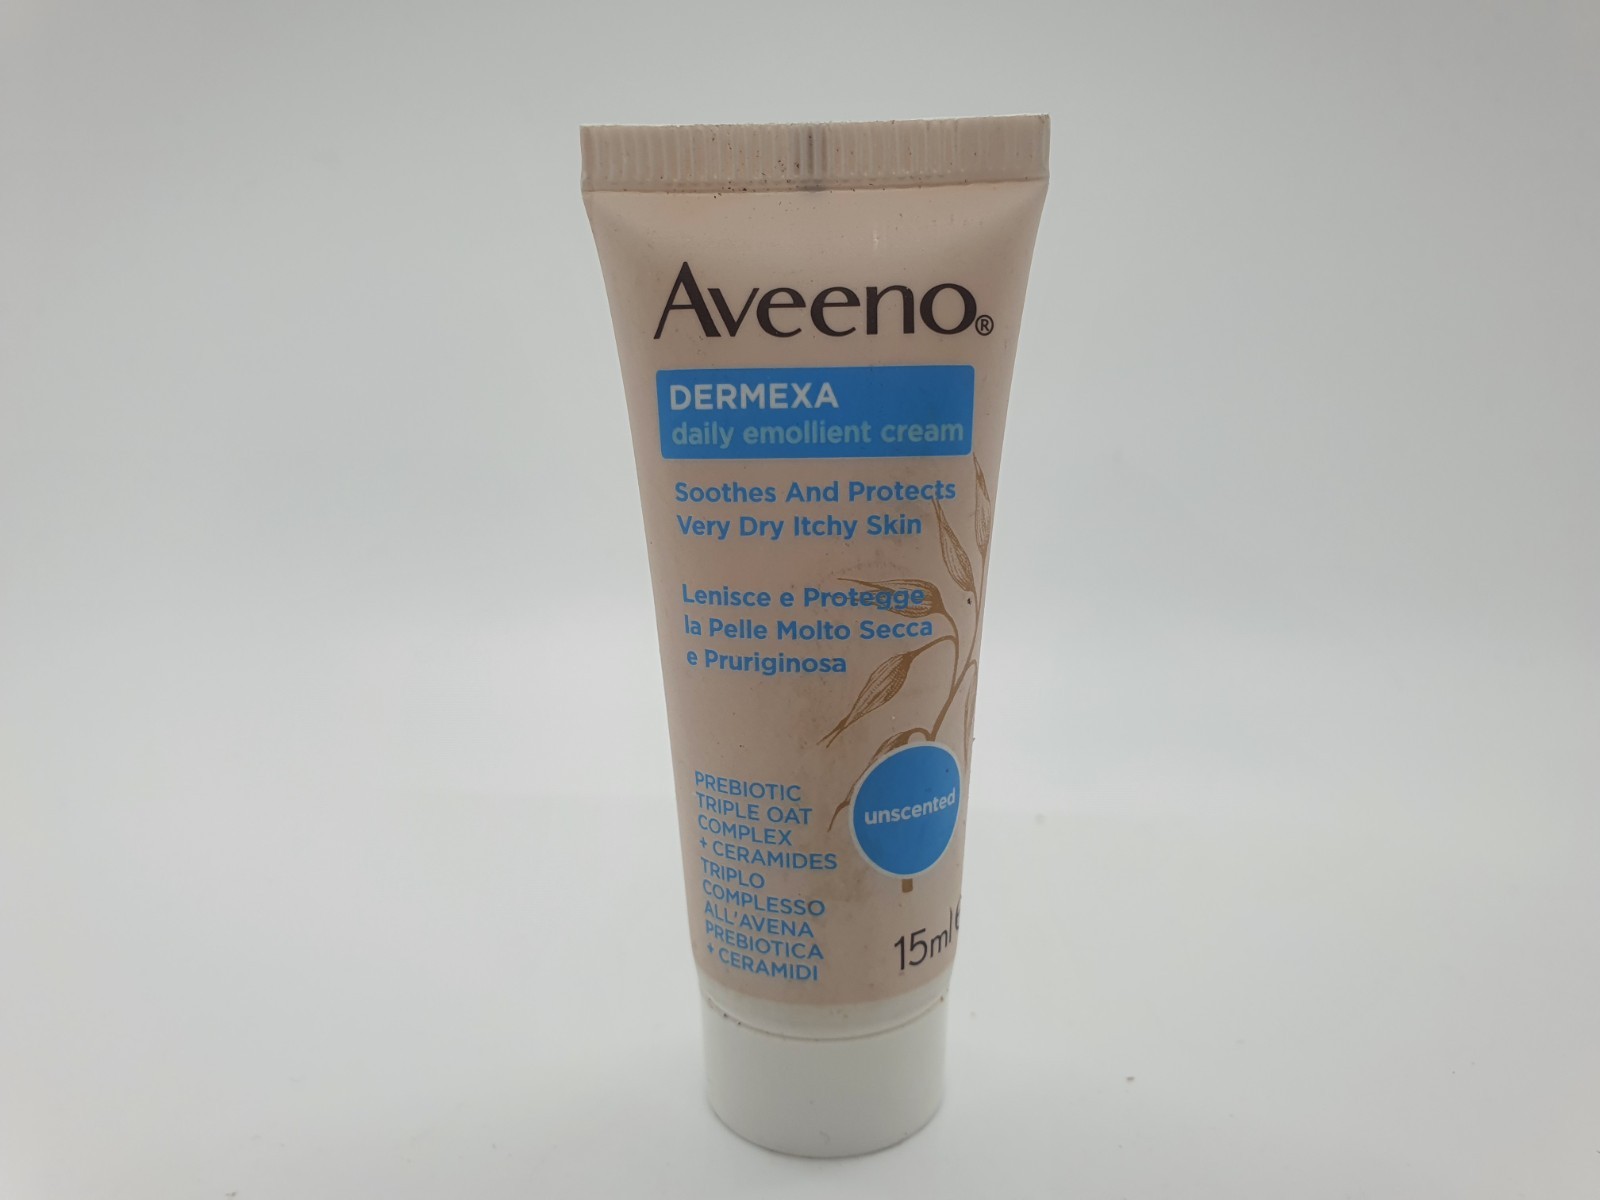 Aveeno®
DERMEXA
daily emollient cream
Soothes And Protects
Very Dry Itchy Skin
Lenisce e Protegge
la Pelle Molto Secca
e Pruriginosa
PREBIOTIC
TRIPLE OAT
COMPLEX
+ CERAMIDES
TRIPLO
COMPLESSO
ALL'AVENA
PREBIOTICA
+ CERAMIDI
unscented
15ml e